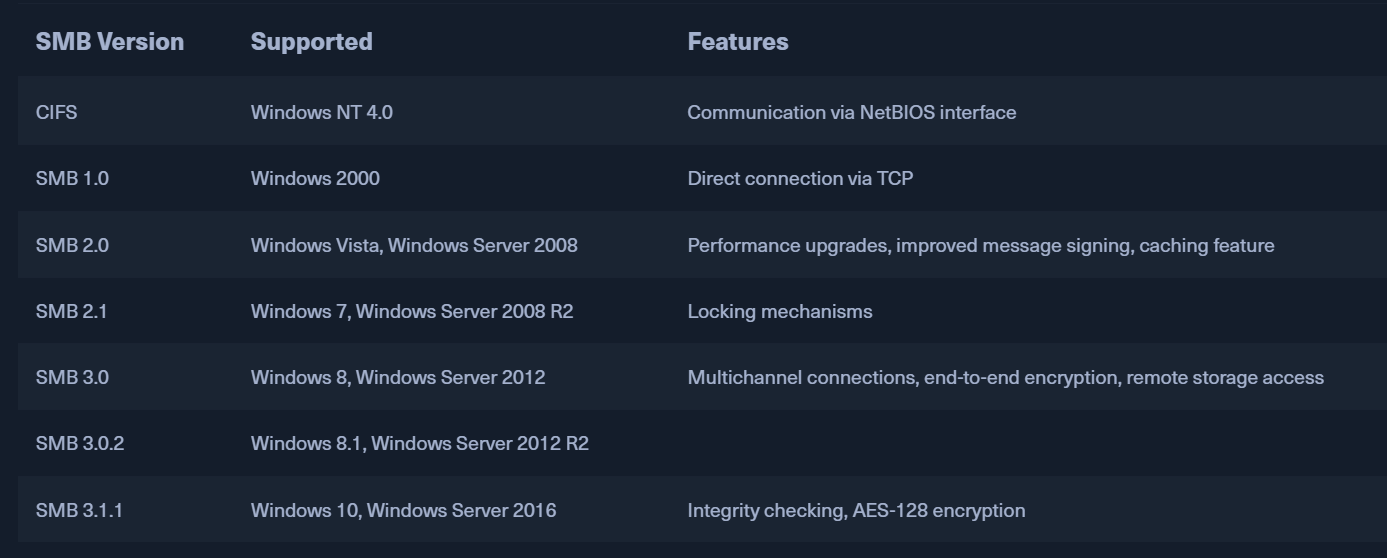 SMB Version Supported Features
CIFS Windows NT 4.0 Communication via NetBIOS interface
SMB 1.0 Windows 2000 Direct connection via TCP
SMB 2.0 Windows Vista, Windows Server 2008 Performance upgrades, improved message signing, caching feature
SMB 2.1 Windows 7, Windows Server 2008 R2 Locking mechanisms
SMB 3.0 Windows 8, Windows Server 2012 Multichannel connections, end-to-end encryption, remote storage access
SMB 3.0.2 Windows 8.1, Windows Server 2012 R2
SMB 3.1.1 Windows 10, Windows Server 2016 Integrity checking, AES-128 encryption